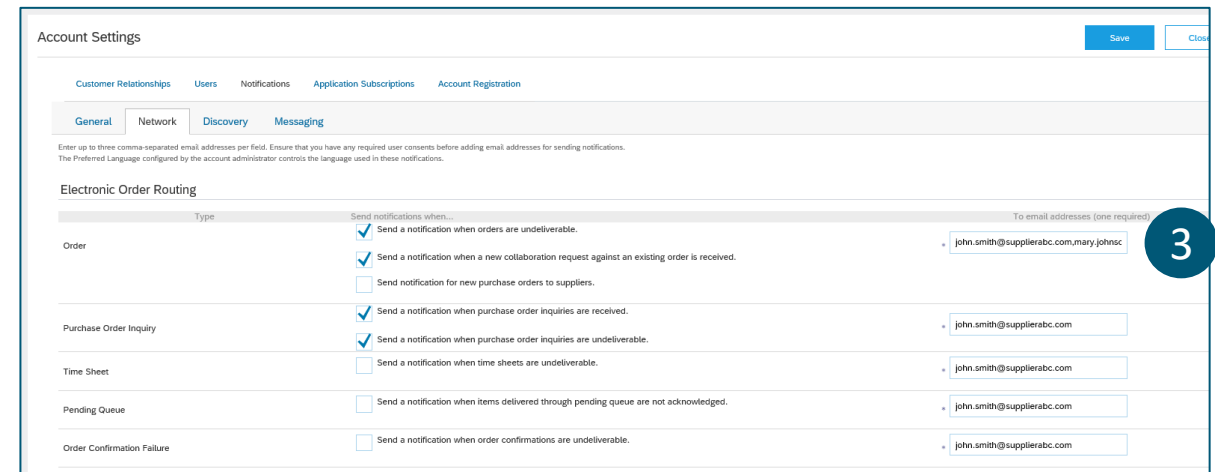 Account Settings
Save
Close
Customer Relationships Users Notifications Application Subscriptions Account Registration
General Network Discovery Messaging
Enter up to three comma-separated email addresses per field. Ensure that you have any required user consents before adding email addresses for sending notifications.
The Preferred Language configured by the account administrator controls the language used in these notifications.
Electronic Order Routing
Type Send notifications when... To email addresses (one required)
Order
Send a notification when orders are undeliverable.
Send a notification when a new collaboration request against an existing order is received.
Send notification for new purchase orders to suppliers.
* john.smith@supplierabc.com,mary.johnsc
3
Purchase Order Inquiry
Send a notification when purchase order inquiries are received.
Send a notification when purchase order inquiries are undeliverable.
* john.smith@supplierabc.com
Time Sheet
Send a notification when time sheets are undeliverable.
* john.smith@supplierabc.com
Pending Queue
Send a notification when items delivered through pending queue are not acknowledged.
* john.smith@supplierabc.com
Order Confirmation Failure
Send a notification when order confirmations are undeliverable.
* john.smith@supplierabc.com